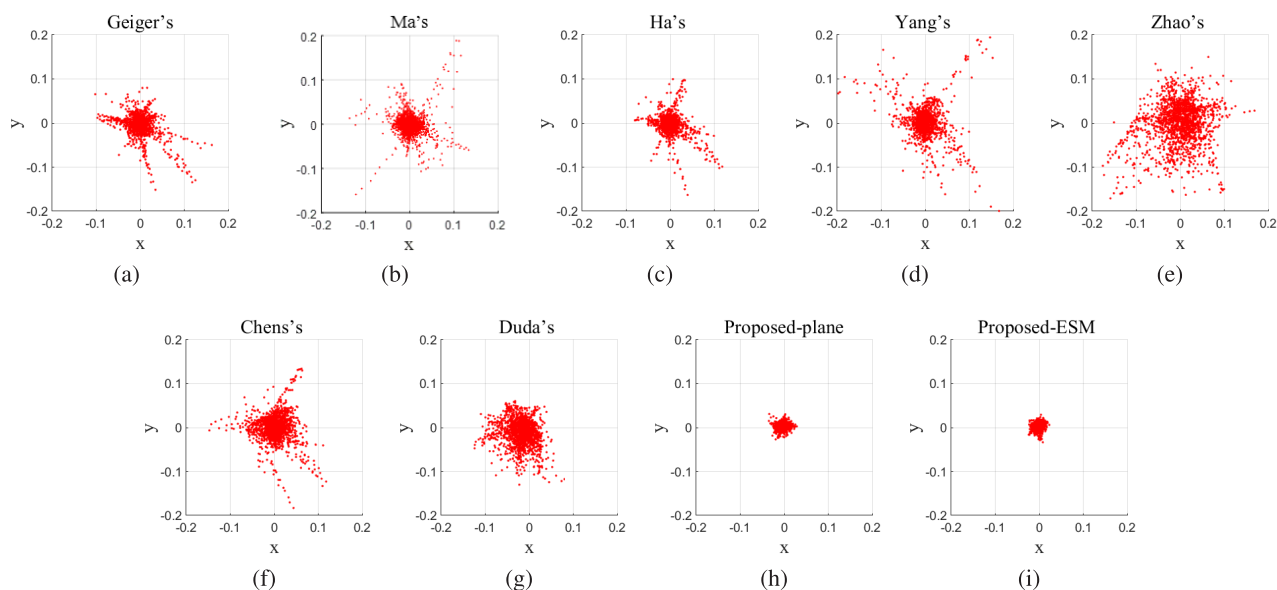 Geiger's Ma's Ha's Yang's Zhao's
0.2 0.2 0.2 0.2 0.2
0.1 0.1 0.1 0.1 0.1
y 0 y 0 y 0 y 0 y 0
-0.1 -0.1 -0.1 -0.1 -0.1
-0.2 -0.2 -0.2 -0.2 -0.2
-0.2 -0.1 0 0.1 0.2 -0.2 -0.1 0 0.1 0.2 -0.2 -0.1 0 0.1 0.2 -0.2 -0.1 0 0.1 0.2 -0.2 -0.1 0 0.1 0.2
x x x x x
(a) (b) (c) (d) (e)
Chens's Duda's Proposed-plane Proposed-ESM
0.2 0.2 0.2 0.2
0.1 0.1 0.1 0.1
y 0 y 0 y 0 y 0
-0.1 -0.1 -0.1 -0.1
-0.2 -0.2 -0.2 -0.2
-0.2 -0.1 0 0.1 0.2 -0.2 -0.1 0 0.1 0.2 -0.2 -0.1 0 0.1 0.2 -0.2 -0.1 0 0.1 0.2
x x x x
(f) (g) (h) (i)